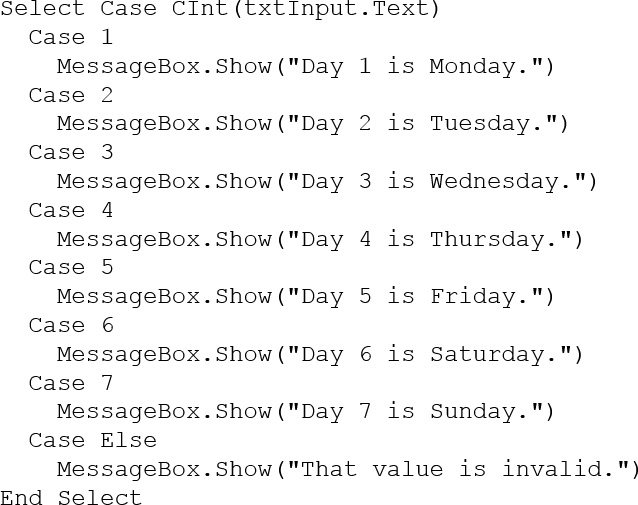 Select Case CInt(txtInput.Text)
  Case 1
    MessageBox.Show("Day 1 is Monday.")
  Case 2
    MessageBox.Show("Day 2 is Tuesday.")
  Case 3
    MessageBox.Show("Day 3 is Wednesday.")
  Case 4
    MessageBox.Show("Day 4 is Thursday.")
  Case 5
    MessageBox.Show("Day 5 is Friday.")
  Case 6
    MessageBox.Show("Day 6 is Saturday.")
  Case 7
    MessageBox.Show("Day 7 is Sunday.")
  Case Else
    MessageBox.Show("That value is invalid.")
End Select